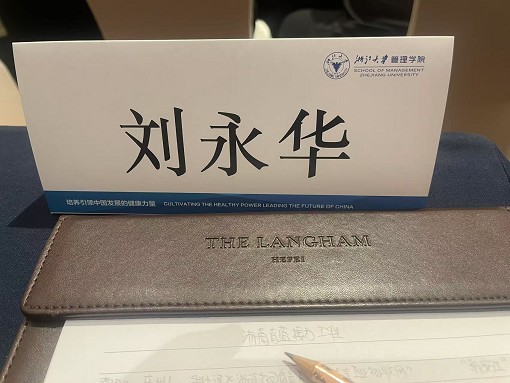 浙江大学管理学院
SCHOOL OF MANAGEMENT
ZHEJIANG UNIVERSITY
刘永华
培养引领中国发展的健康力量 CULTIVATING THE HEALTHY POWER LEADING THE FUTURE OF CHINA
THE LANGHAM
HEFEI